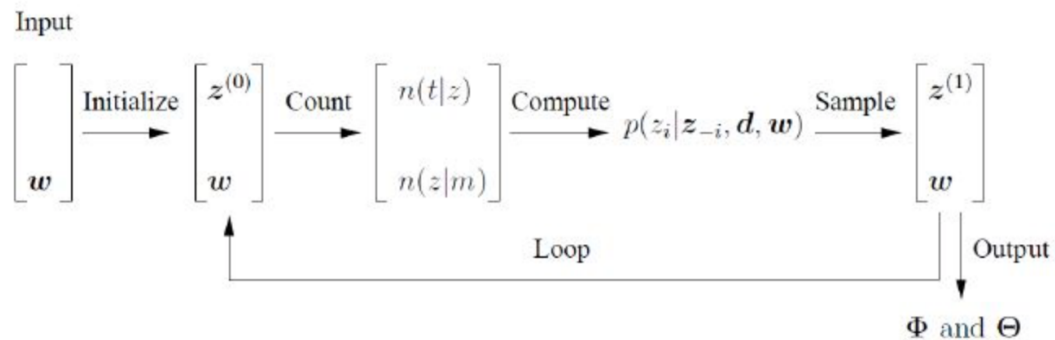 Input
Initialize Count Compute Sample
z^(0) n(t|z) z^(1)
p(z_i|z_{-i}, d, w)
w w n(z|m) w
Loop Output
Φ and Θ